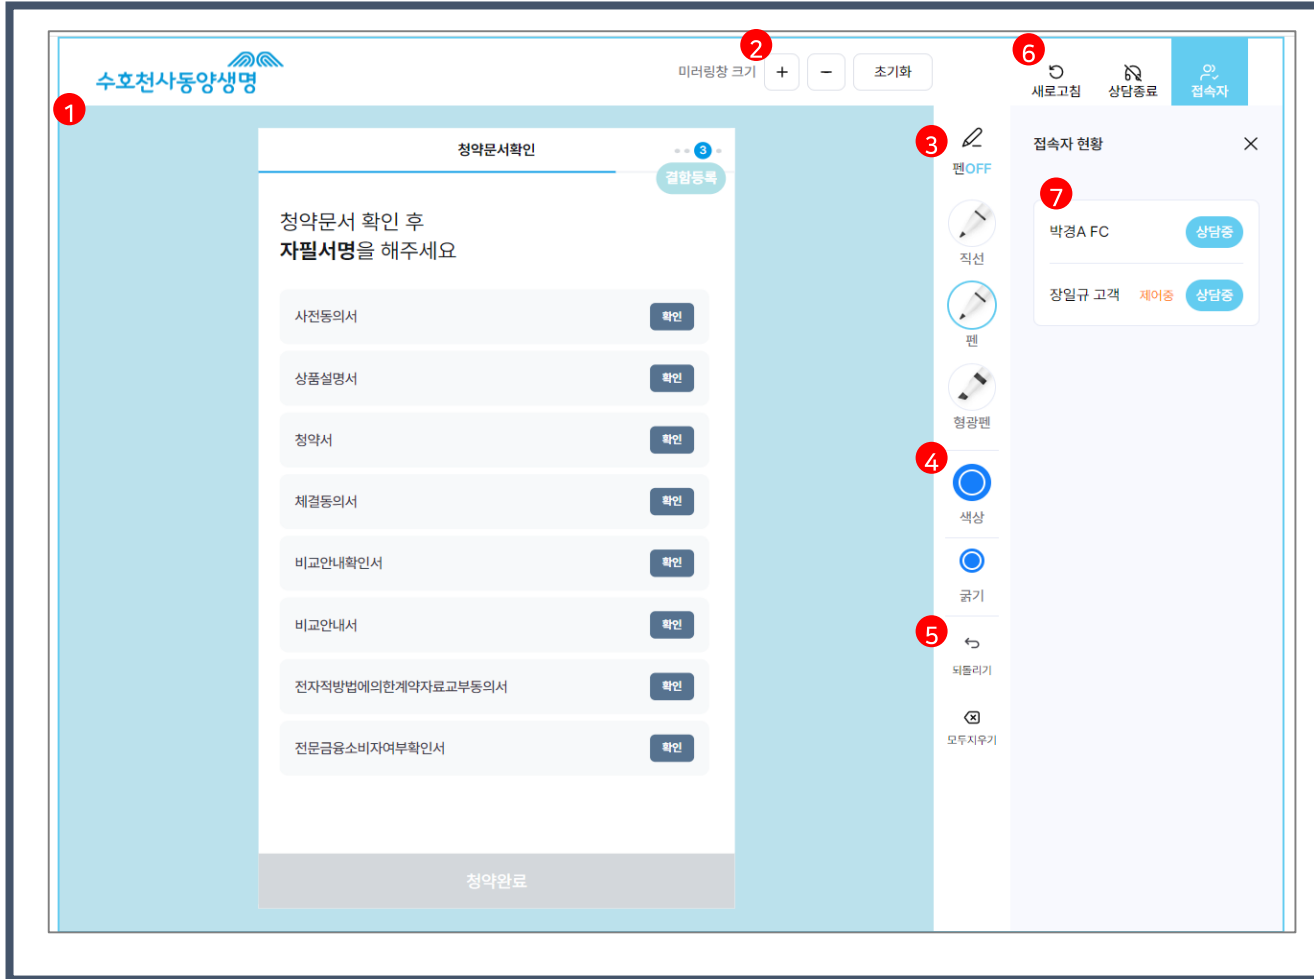 수호천사동양생명
미러링창 크기 + - 초기화
새로고침 상담종료 접속자
1
2
6
청약문서확인
3
결함등록
청약문서 확인 후
자필서명을 해주세요
사전동의서 확인
상품설명서 확인
청약서 확인
체결동의서 확인
비교안내확인서 확인
비교안내서 확인
전자적방법에의한계약자료교부동의서 확인
전문금융소비자여부확인서 확인
청약완료
3
펜OFF
직선
펜
형광펜
4
색상
굵기
5
되돌리기
모두지우기
접속자 현황
7
박경A FC 상담중
장일규 고객 제어중 상담중